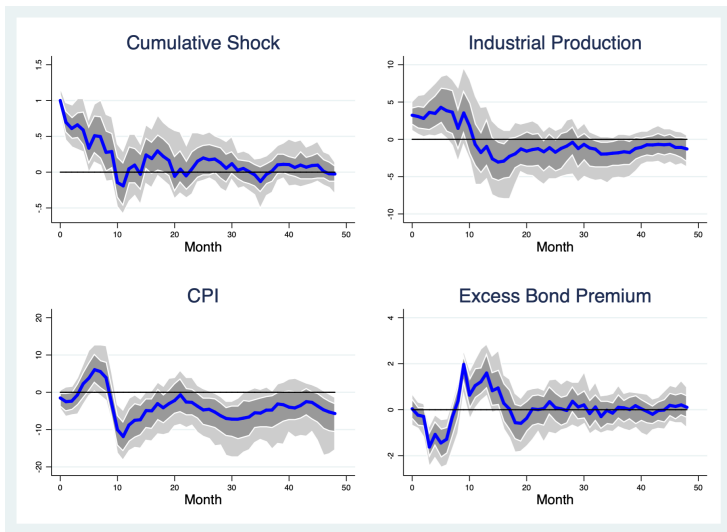 Cumulative Shock
1.5
1
.5
0
-.5
0 10 20 30 40 50
Month
Industrial Production
10
5
0
-5
-10
0 10 20 30 40 50
Month
CPI
20
10
0
-10
-20
0 10 20 30 40 50
Month
Excess Bond Premium
4
2
0
-2
0 10 20 30 40 50
Month